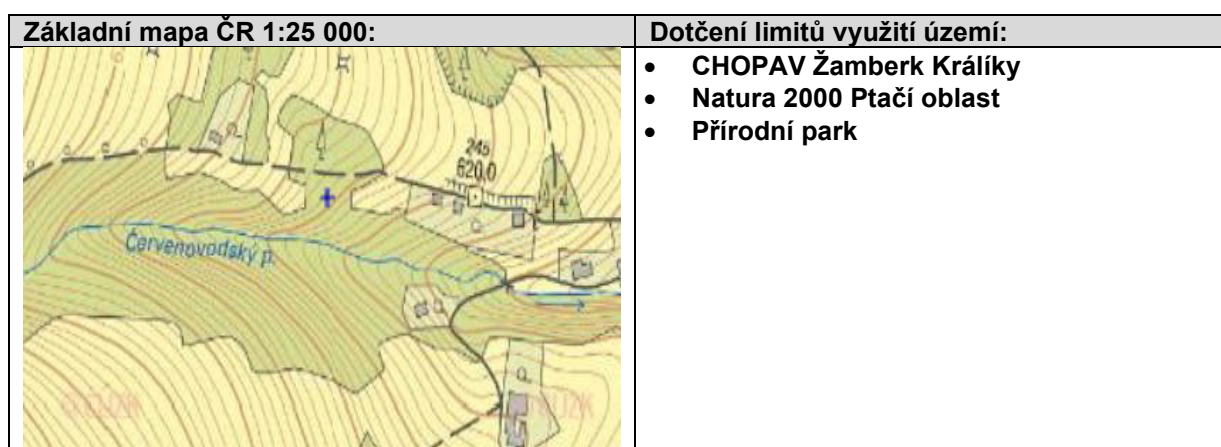 Základní mapa ČR 1:25 000:
Dotčení limitů využití území:
• CHOPAV Žamberk Králíky
• Natura 2000 Ptačí oblast
• Přírodní park
245
620,0
Červenovodský p.